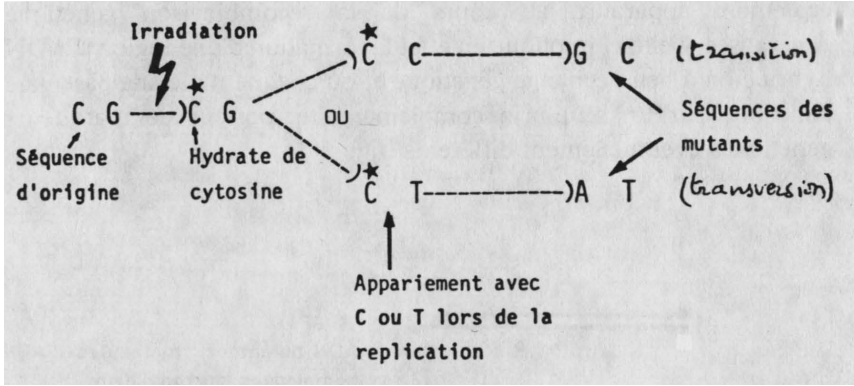 Irradiation
★C C ───)G C (transition)
C G ──)★C G OU Séquences des
mutants
Séquence
d'origine
Hydrate de
cytosine
★C T ───)A T (transversion)
Appariement avec
C ou T lors de la
replication